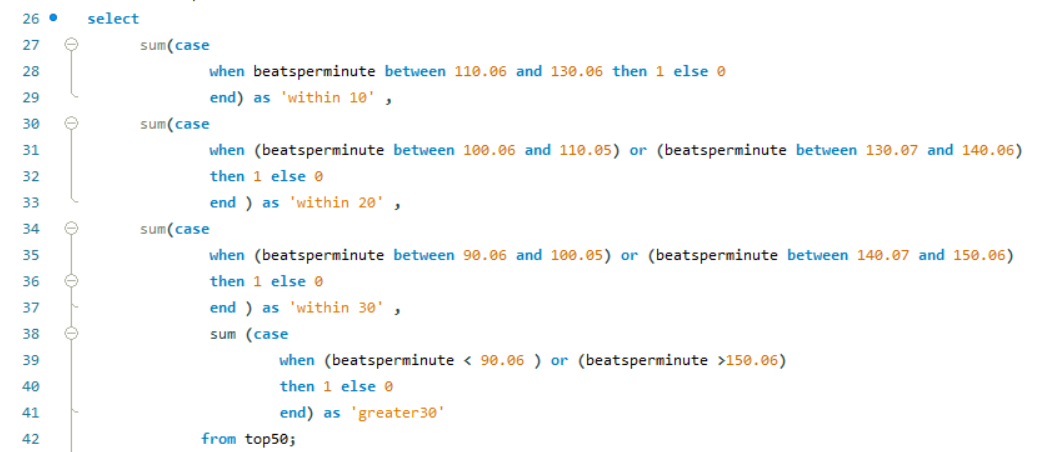 26 select
27 sum(case
28 when beatsperminute between 110.06 and 130.06 then 1 else 0
29 end) as 'within 10' ,
30 sum(case
31 when (beatsperminute between 100.06 and 110.05) or (beatsperminute between 130.07 and 140.06)
32 then 1 else 0
33 end ) as 'within 20' ,
34 sum(case
35 when (beatsperminute between 90.06 and 100.05) or (beatsperminute between 140.07 and 150.06)
36 then 1 else 0
37 end ) as 'within 30' ,
38 sum (case
39 when (beatsperminute < 90.06 ) or (beatsperminute >150.06)
40 then 1 else 0
41 end) as 'greater30'
42 from top50;